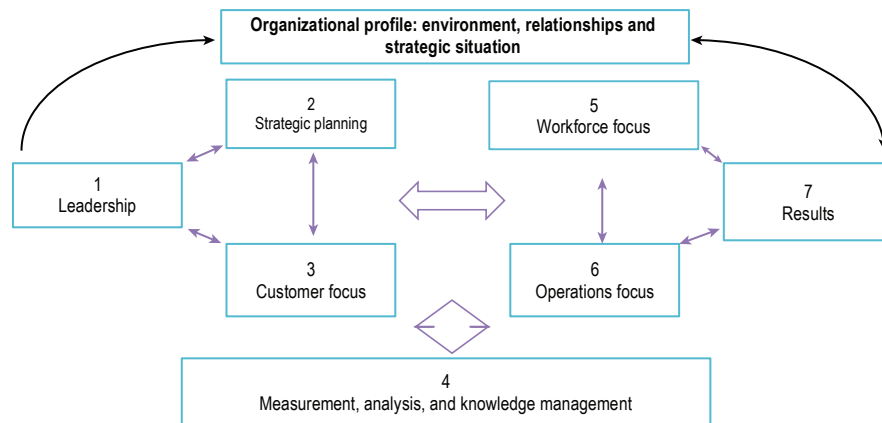 Organizational profile: environment, relationships and
strategic situation
2
Strategic planning
5
Workforce focus
1
Leadership
7
Results
3
Customer focus
6
Operations focus
4
Measurement, analysis, and knowledge management